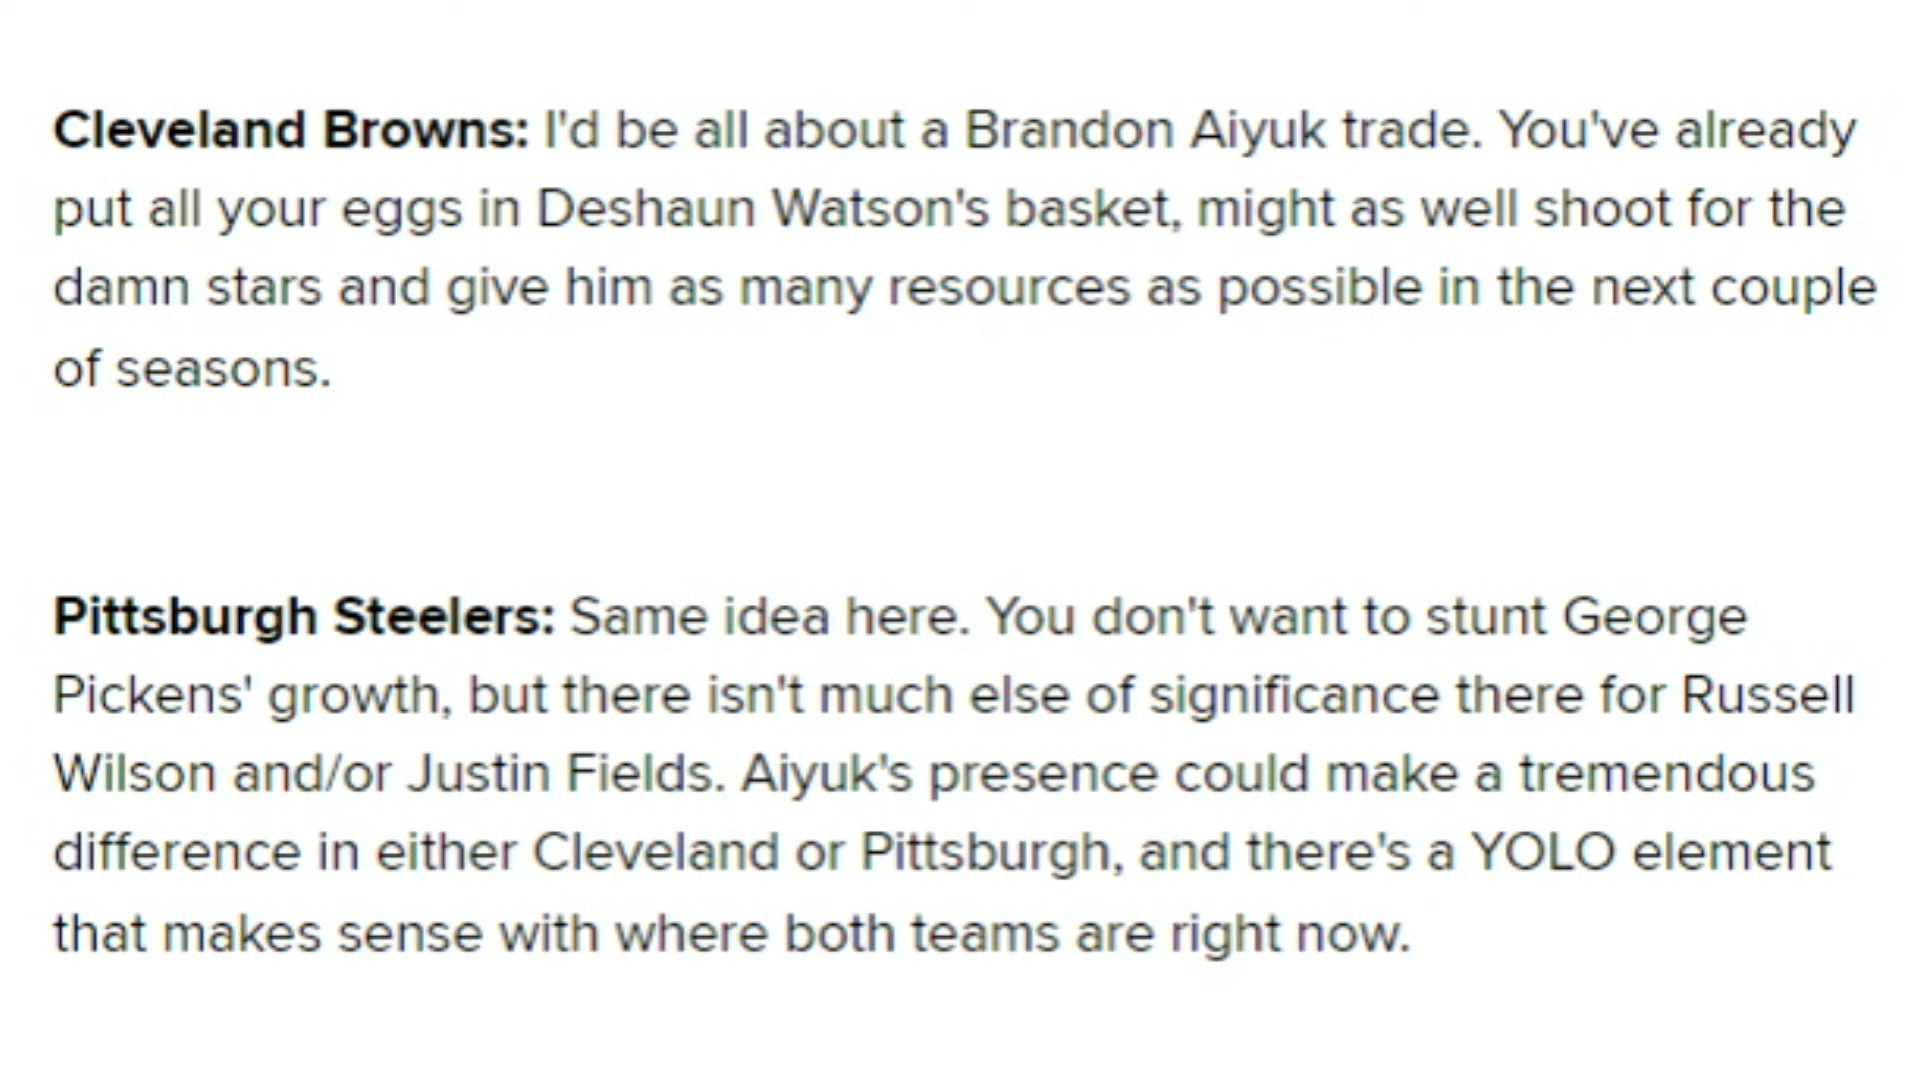 Cleveland Browns: I'd be all about a Brandon Aiyuk trade. You've already
put all your eggs in Deshaun Watson's basket, might as well shoot for the
damn stars and give him as many resources as possible in the next couple
of seasons.
Pittsburgh Steelers: Same idea here. You don't want to stunt George
Pickens' growth, but there isn't much else of significance there for Russell
Wilson and/or Justin Fields. Aiyuk's presence could make a tremendous
difference in either Cleveland or Pittsburgh, and there's a YOLO element
that makes sense with where both teams are right now.